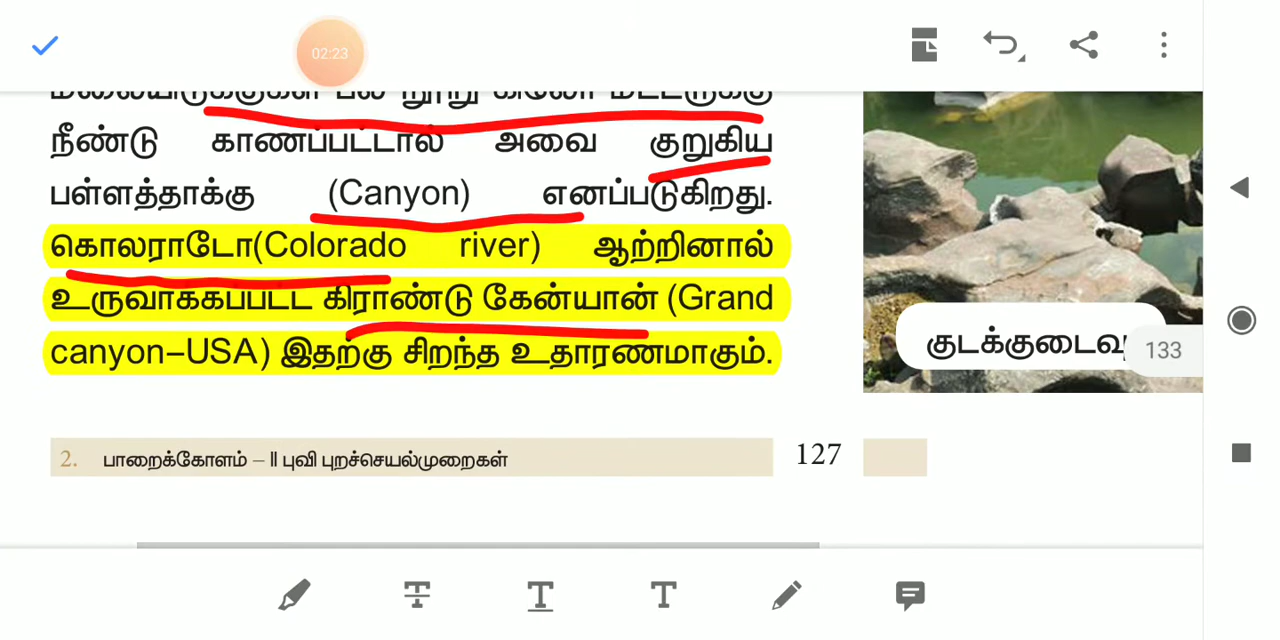 02:23
நீண்டு காணப்பட்டால் அவை குறுகிய
பள்ளத்தாக்கு (Canyon) எனப்படுகிறது.
கொலராடோ(Colorado river) ஆற்றினால்
உருவாக்கப்பட்ட கிராண்டு கேன்யான் (Grand
canyon–USA) இதற்கு சிறந்த உதாரணமாகும்.
குடக்குடைவு
133
2. பாறைக்கோளம் – II புவி புறச்செயல்முறைகள்
127